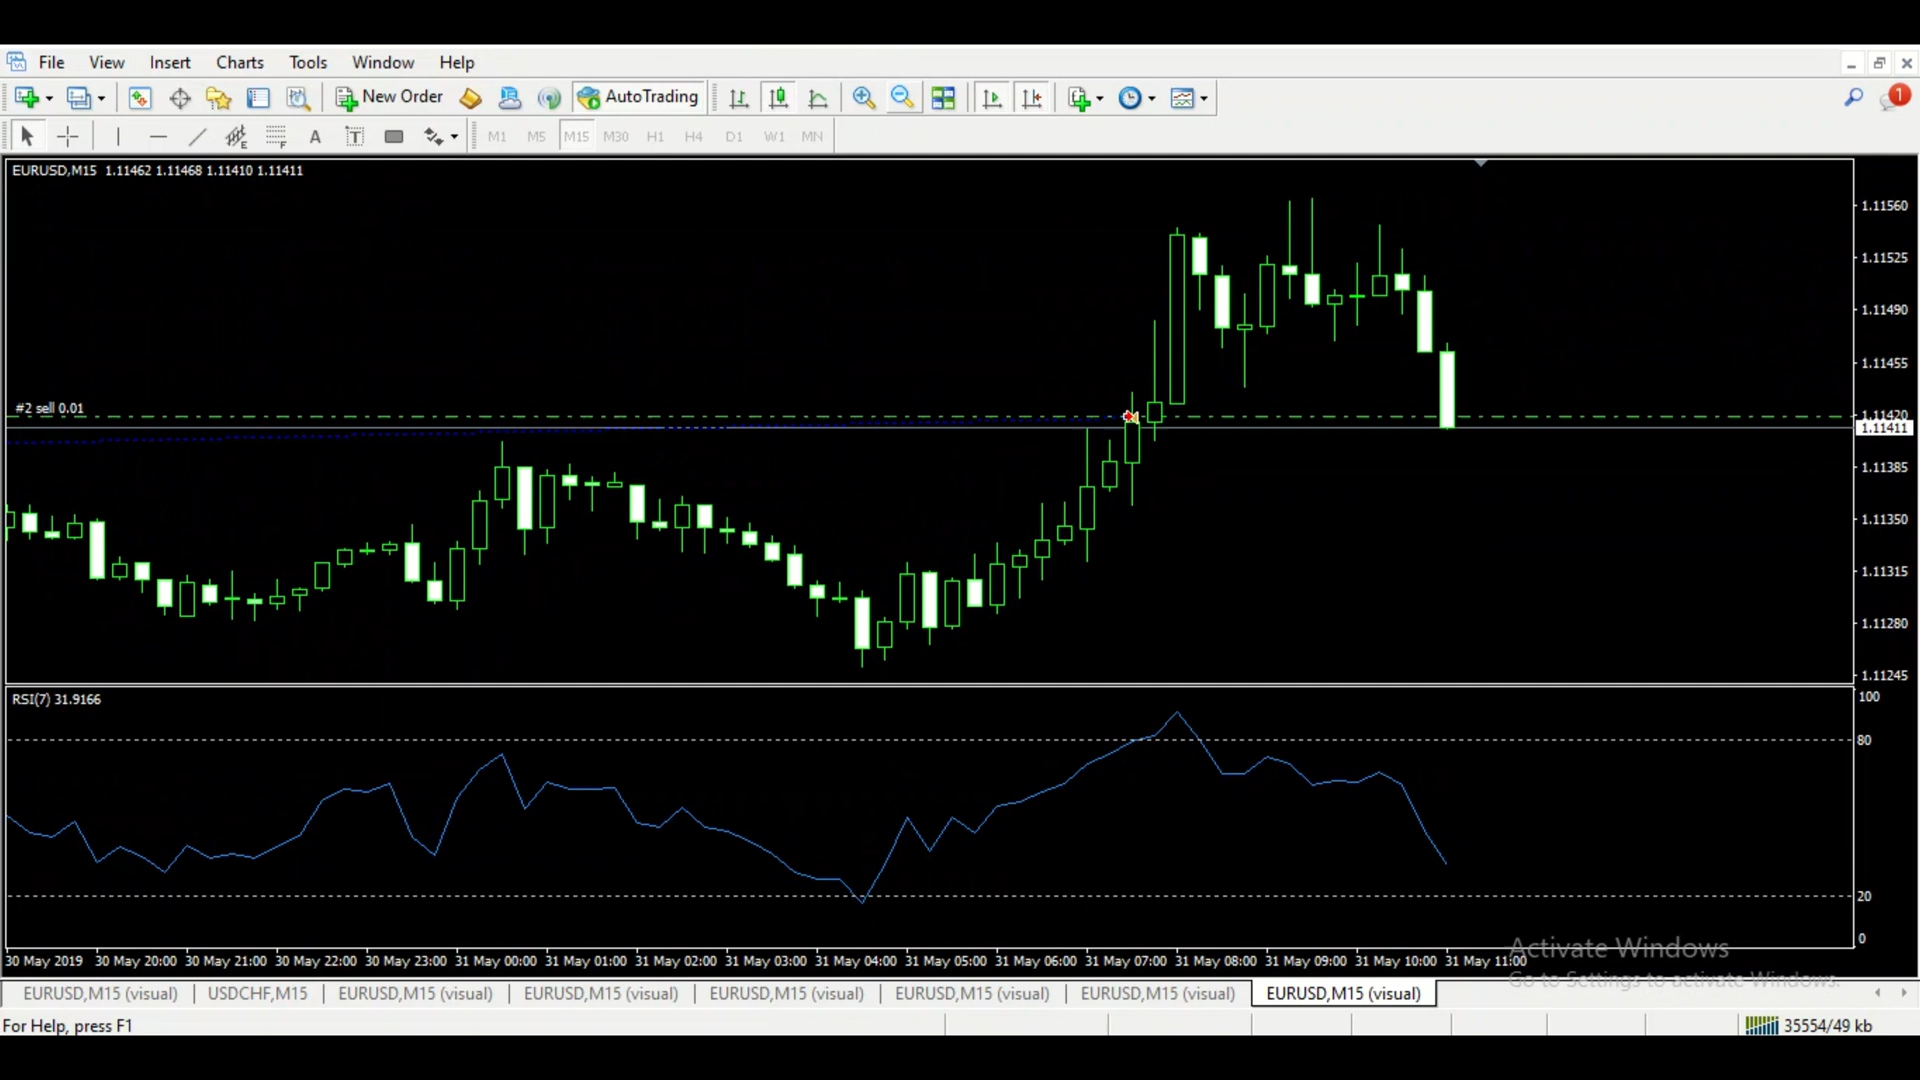 File View Insert Charts Tools Window Help
New Order AutoTrading 1
E F A T M1 M5 M15 M30 H1 H4 D1 W1 MN
EURUSD,M15 1.11462 1.11468 1.11410 1.11411
1.11560
1.11525
1.11490
1.11455
#2 sell 0.01
1.11420
1.11411
1.11385
1.11350
1.11315
1.11280
1.11245
RSI(7) 31.9166
100
80
20
0
30 May 2019 30 May 20:00 30 May 21:00 30 May 22:00 30 May 23:00 31 May 00:00 31 May 01:00 31 May 02:00 31 May 03:00 31 May 04:00 31 May 05:00 31 May 06:00 31 May 07:00 31 May 08:00 31 May 09:00 31 May 10:00 31 May 11:00
Activate Windows
Go to Settings to activate Windows.
EURUSD,M15 (visual) USDCHF,M15 EURUSD,M15 (visual) EURUSD,M15 (visual) EURUSD,M15 (visual) EURUSD,M15 (visual) EURUSD,M15 (visual) EURUSD,M15 (visual)
For Help, press F1 35554/49 kb